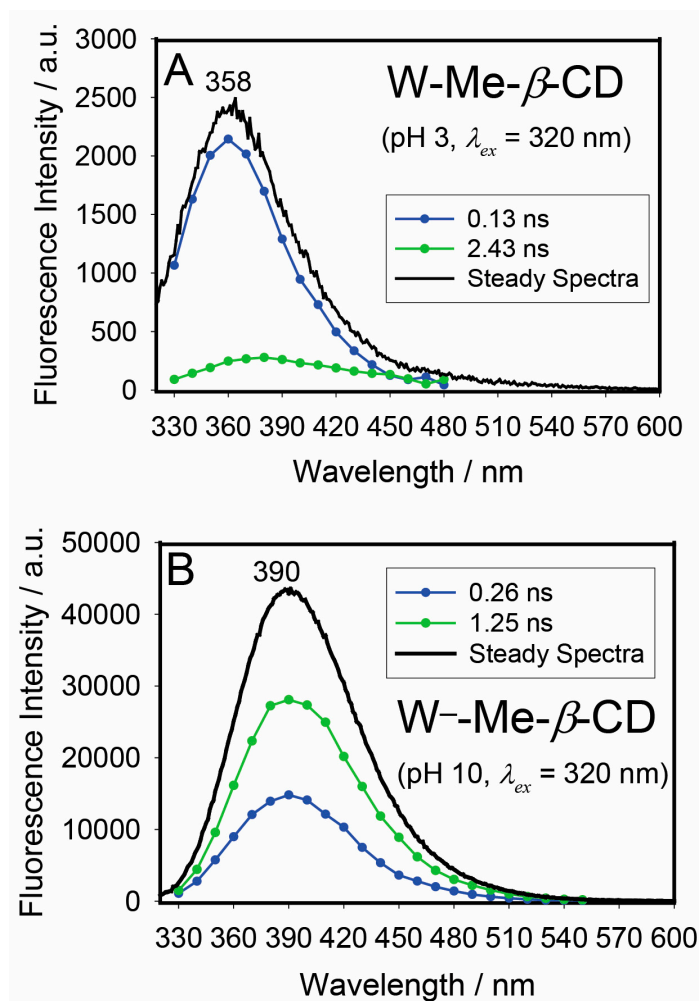 A
358
W-Me-β-CD
(pH 3, λex = 320 nm)
0.13 ns
2.43 ns
Steady Spectra
3000
2500
2000
1500
1000
500
0
Fluorescence Intensity / a.u.
330 360 390 420 450 480 510 540 570 600
Wavelength / nm
B
390
0.26 ns
1.25 ns
Steady Spectra
W–-Me-β-CD
(pH 10, λex = 320 nm)
50000
40000
30000
20000
10000
0
Fluorescence Intensity / a.u.
330 360 390 420 450 480 510 540 570 600
Wavelength / nm